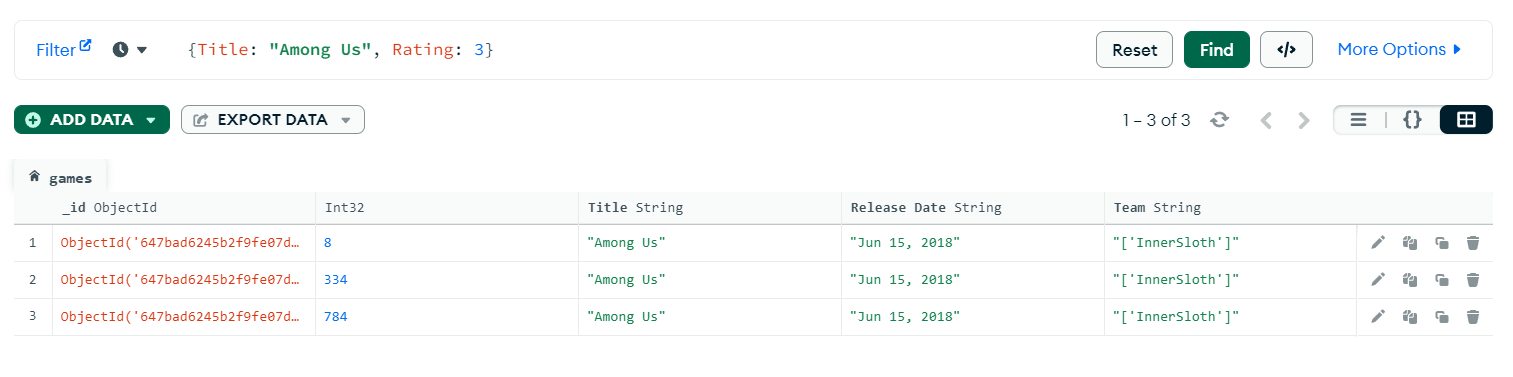 Filter {Title: "Among Us", Rating: 3} Reset Find </> More Options
ADD DATA EXPORT DATA 1 – 3 of 3 {}
games
_id ObjectId Int32 Title String Release Date String Team String
1 ObjectId('647bad6245b2f9fe07d… 8 "Among Us" "Jun 15, 2018" "['InnerSloth']"
2 ObjectId('647bad6245b2f9fe07d… 334 "Among Us" "Jun 15, 2018" "['InnerSloth']"
3 ObjectId('647bad6245b2f9fe07d… 784 "Among Us" "Jun 15, 2018" "['InnerSloth']"